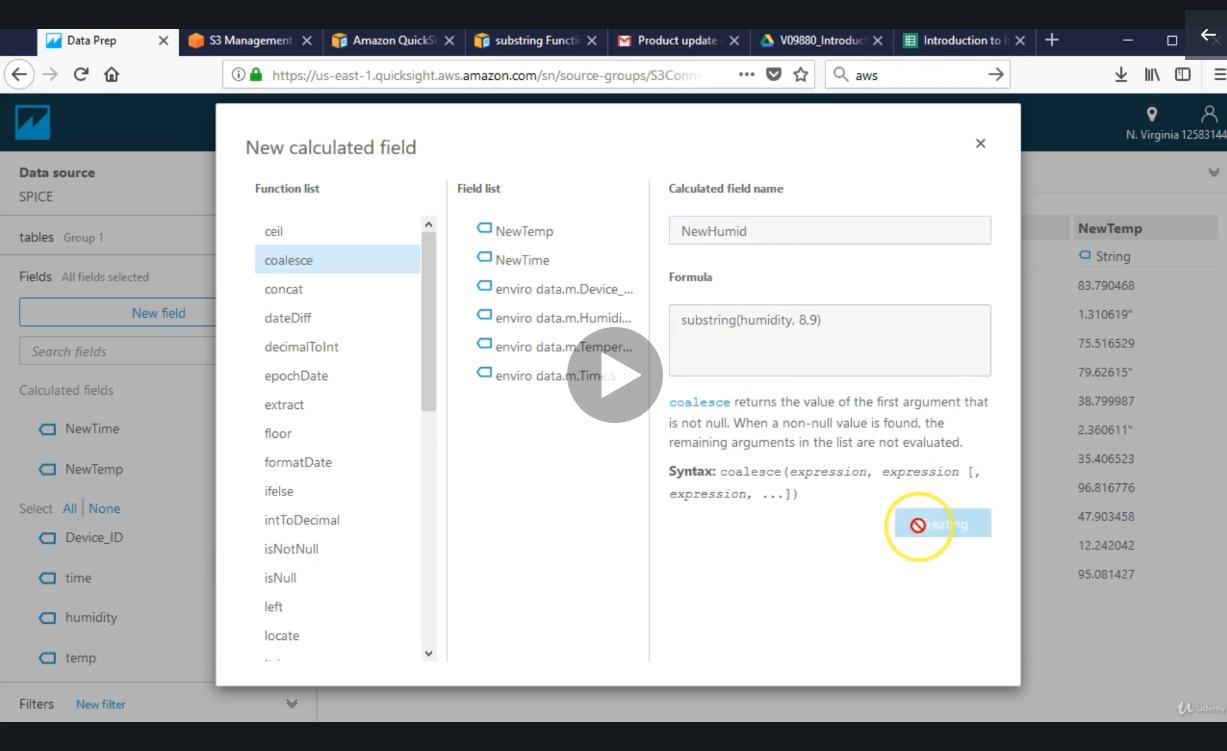 Data Prep
S3 Management
Amazon QuickSi
substring Functi
Product update -
V09880_Introduc
Introduction to I
https://us-east-1.quicksight.aws.amazon.com/sn/source-groups/S3Conne
aws
N. Virginia 12583144
Data source
SPICE
tables Group 1
Fields All fields selected
New field
Search fields
Calculated fields
NewTime
NewTemp
Select All None
Device_ID
time
humidity
temp
Filters New filter
New calculated field
Function list
ceil
coalesce
concat
dateDiff
decimalToInt
epochDate
extract
floor
formatDate
ifelse
intToDecimal
isNotNull
isNull
left
locate
Field list
NewTemp
NewTime
enviro data.m.Device_...
enviro data.m.Humidi...
enviro data.m.Temper...
enviro data.m.Time.s
Calculated field name
NewHumid
Formula
substring(humidity, 8,9)
coalesce returns the value of the first argument that
is not null. When a non-null value is found, the
remaining arguments in the list are not evaluated.
Syntax: coalesce(expression, expression [,
expression, ...])
NewTemp
String
83.790468
1.310619"
75.516529
79.62615"
38.799987
2.360611"
35.406523
96.816776
47.903458
12.242042
95.081427
Udemy